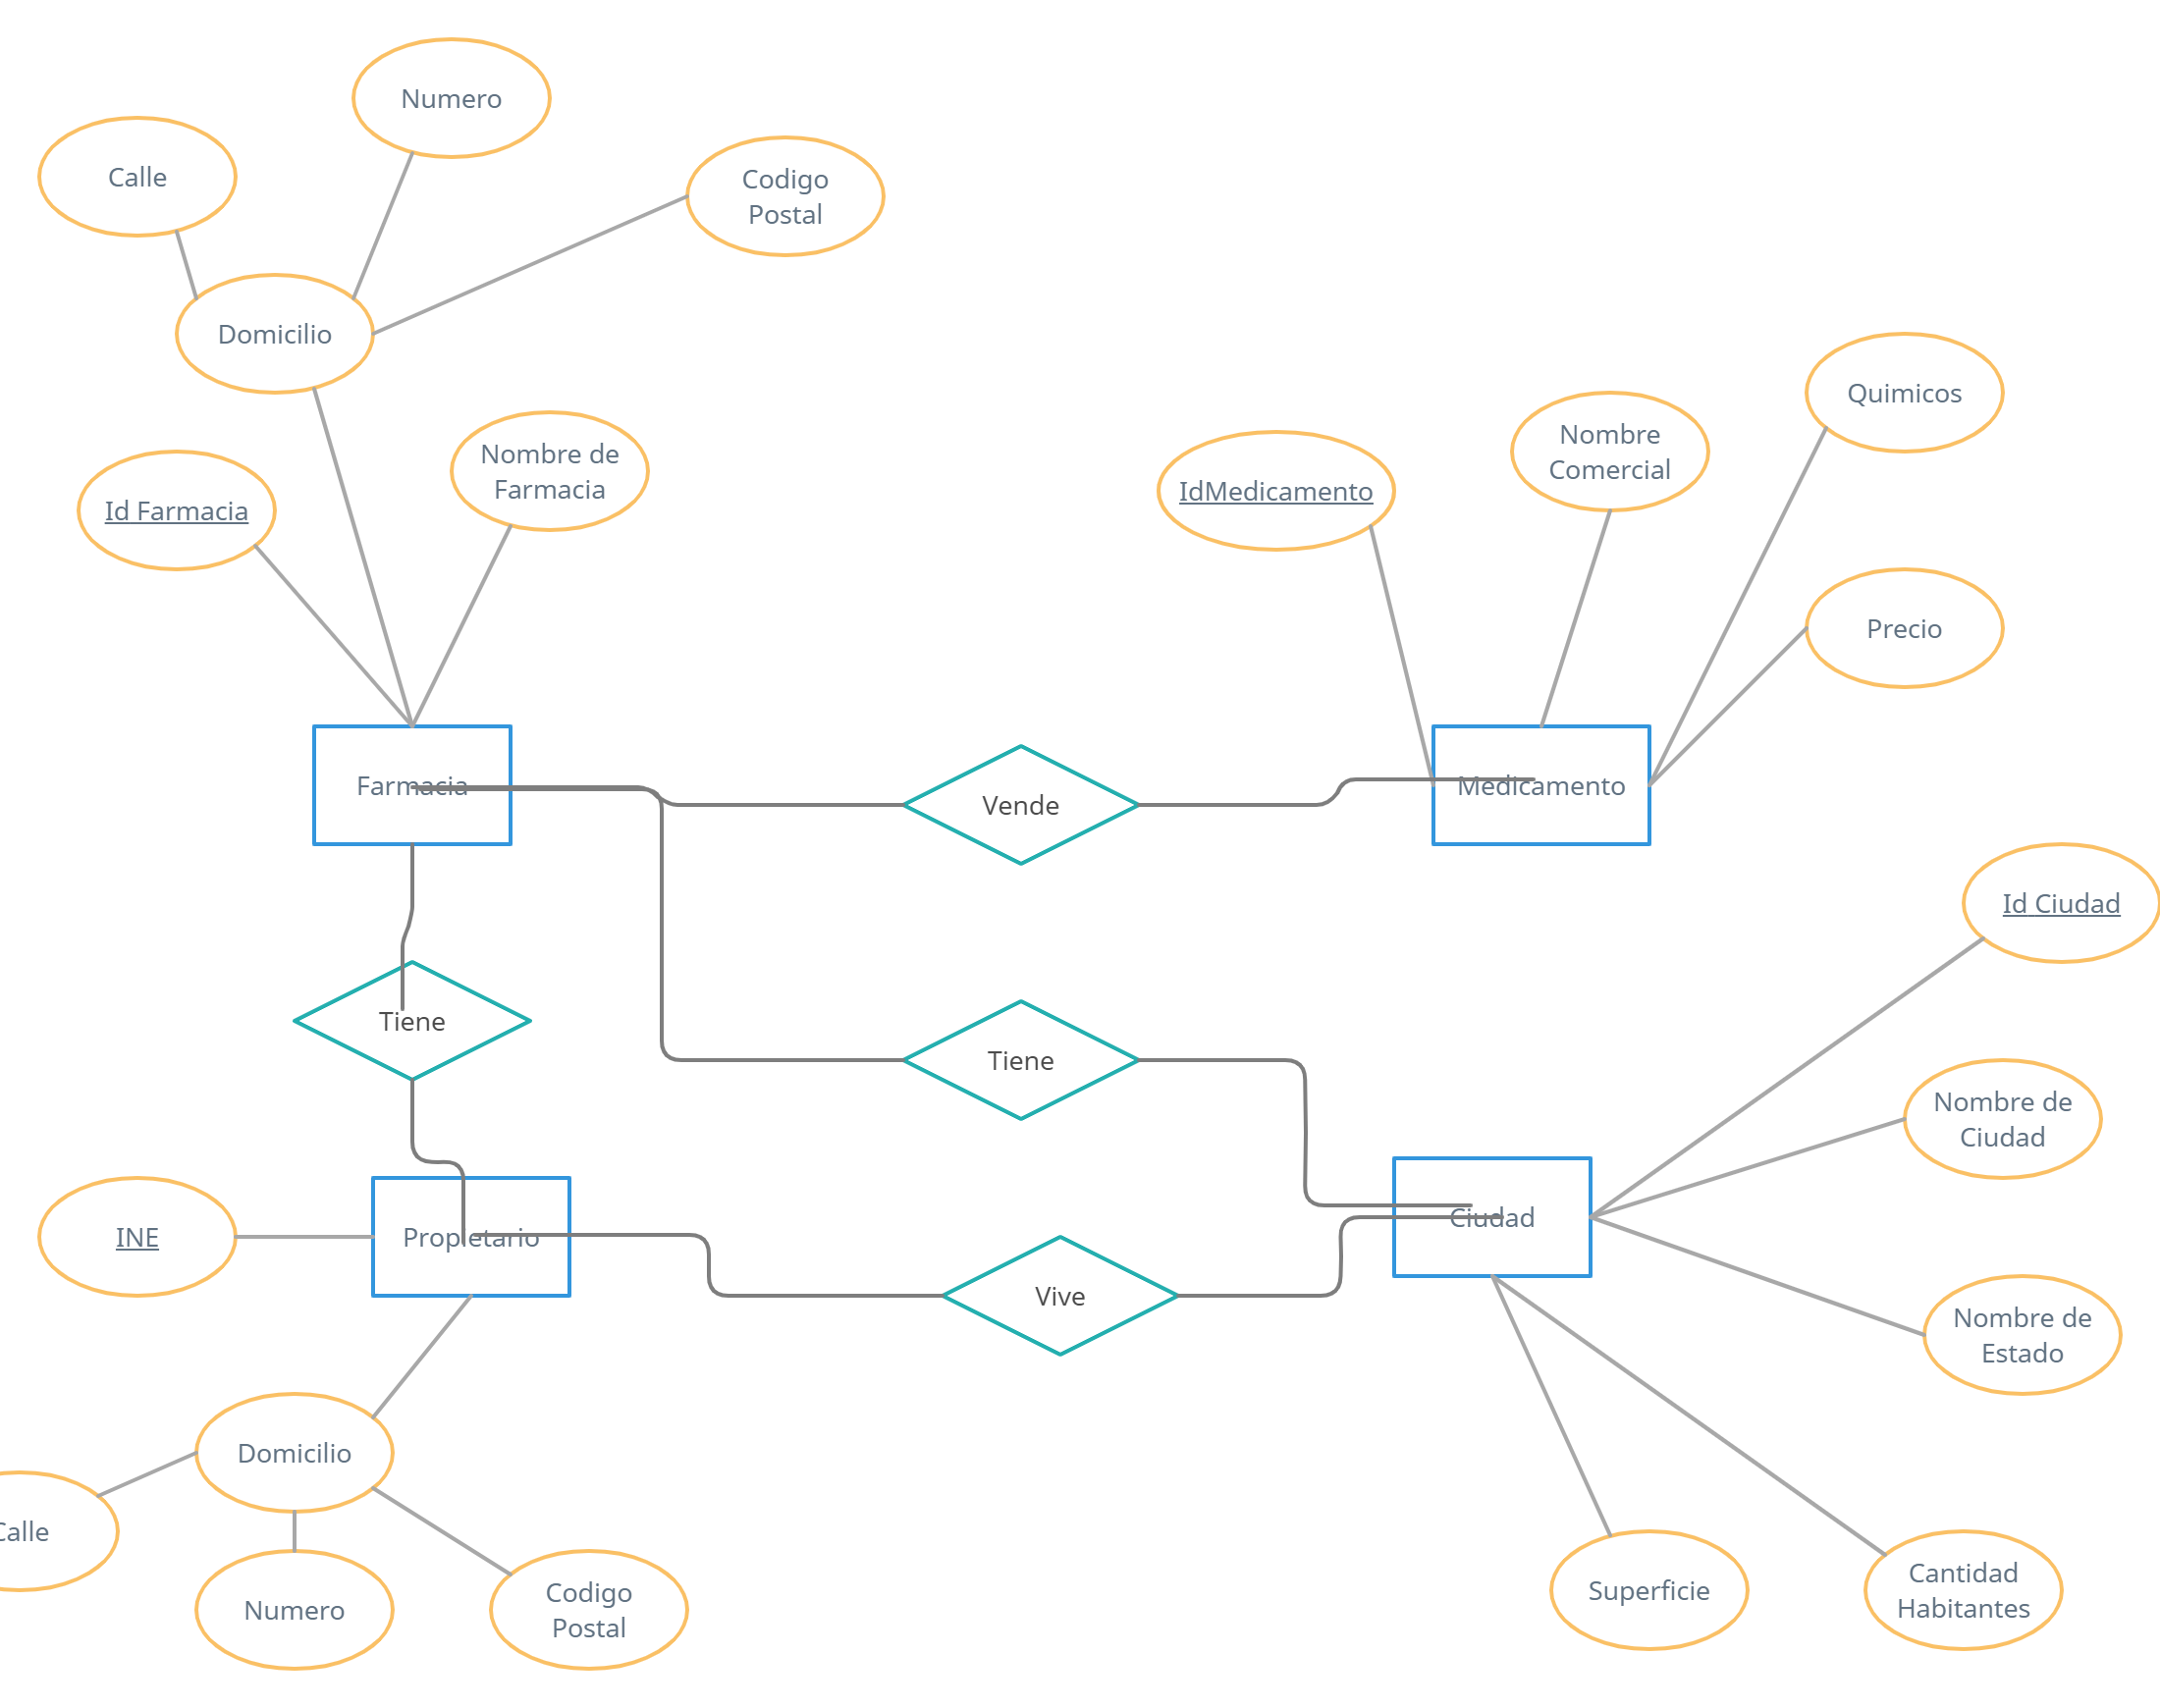 Numero
Calle
Codigo
Postal
Domicilio
Quimicos
Nombre
Comercial
Nombre de
Farmacia
IdMedicamento
Id Farmacia
Precio
Farmacia
Vende
Medicamento
Id Ciudad
Tiene
Tiene
Nombre de
Ciudad
INE
Propietario
Ciudad
Vive
Nombre de
Estado
Domicilio
Calle
Numero
Codigo
Postal
Superficie
Cantidad
Habitantes